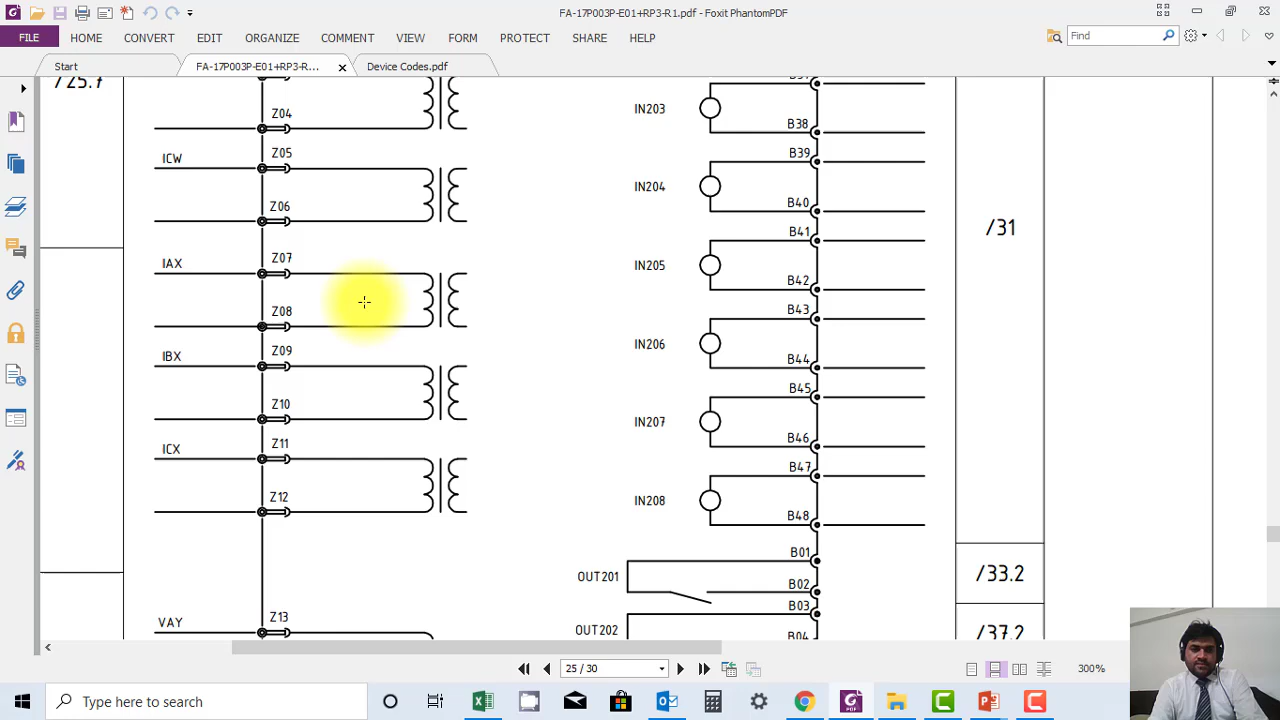 FA-17P003P-E01+RP3-R1.pdf - Foxit PhantomPDF
FILE HOME CONVERT EDIT ORGANIZE COMMENT VIEW FORM PROTECT SHARE HELP
Find
Start
FA-17P003P-E01+RP3-R...
Device Codes.pdf
/25.7
Z04
ICW
Z05
Z06
IAX
Z07
Z08
IBX
Z09
Z10
ICX
Z11
Z12
VAY
Z13
IN203
B38
B39
IN204
B40
B41
IN205
B42
B43
IN206
B44
B45
IN207
B46
B47
IN208
B48
B01
OUT201
B02
B03
OUT202
B04
/31
/33.2
/37.2
25 / 30
300%
Type here to search